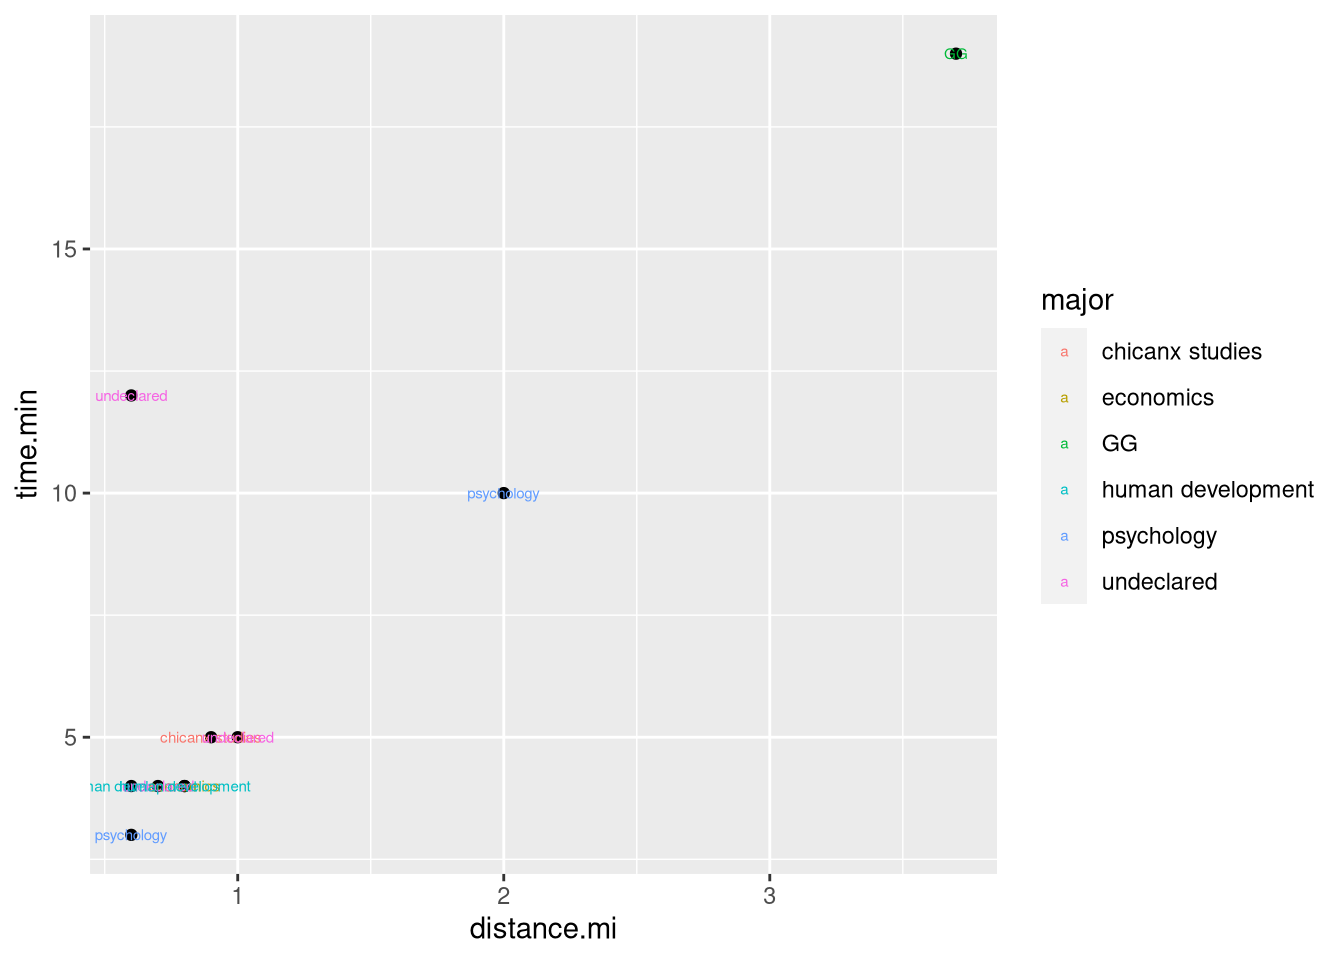 GG
15
undeclared
10
psychology
time.min
5
psychology
1
2
3
distance.mi
major
a chicanx studies
a economics
a GG
a human development
a psychology
a undeclared